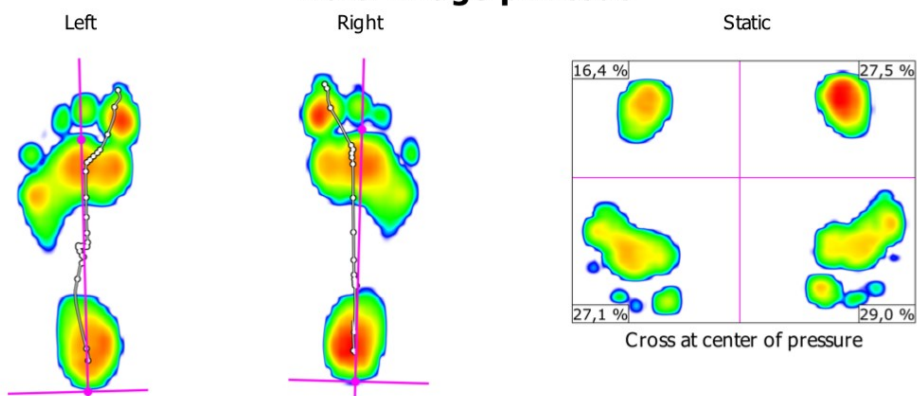 Left
Right
Static
16,4 %
27,5 %
27,1 %
29,0 %
Cross at center of pressure